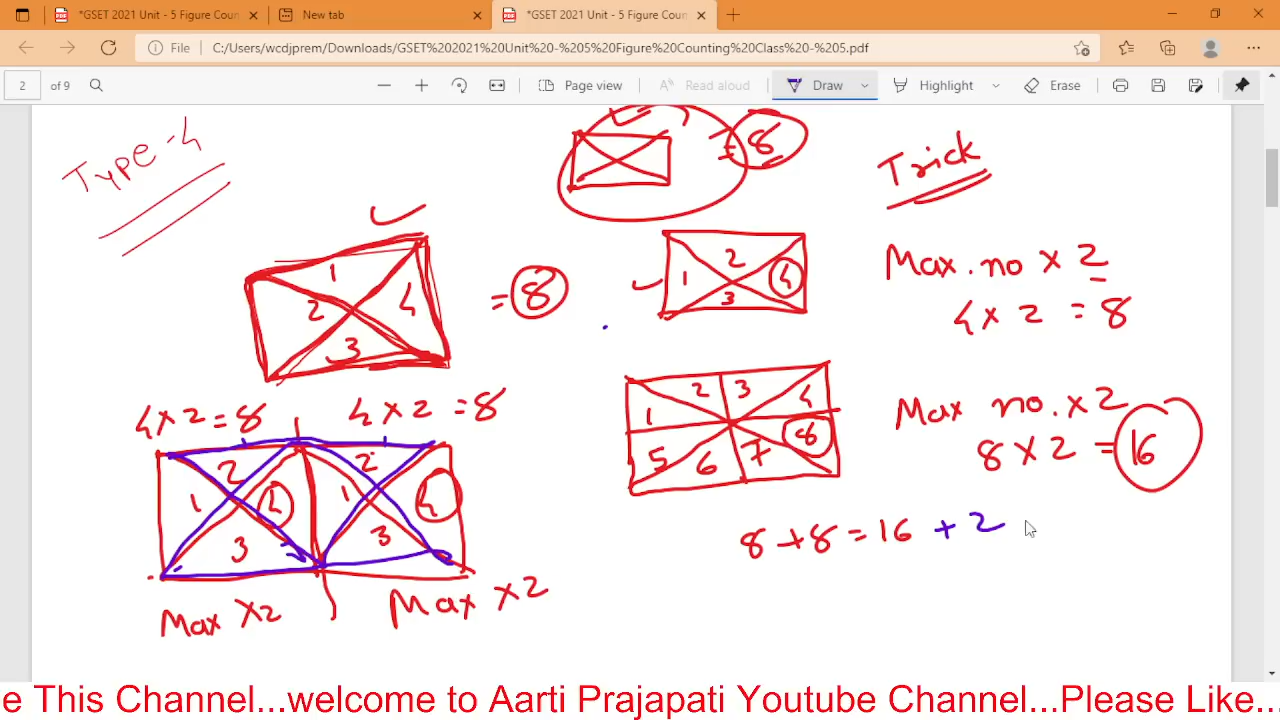 *GSET 2021 Unit - 5 Figure Coun
New tab
*GSET 2021 Unit - 5 Figure Coun
File
C:/Users/wcdjprem/Downloads/GSET%202021%20Unit%20-%205%20Figure%20Counting%20Class%20-%205.pdf
2 of 9
Page view
Read aloud
Draw
Highlight
Erase
Type-4
= 8
Trick
1
2
3
4
= 8
1
2
3
4
Max. no x 2
4 x 2 = 8
4x2=8
4x2=8
1
2
3
4
5
6
7
8
Max no. x 2
8 x 2 = 16
1
2
3
4
1
2
3
4
8+8=16 + 2
Max x2
Max x2
e This Channel...welcome to Aarti Prajapati Youtube Channel...Please Like...